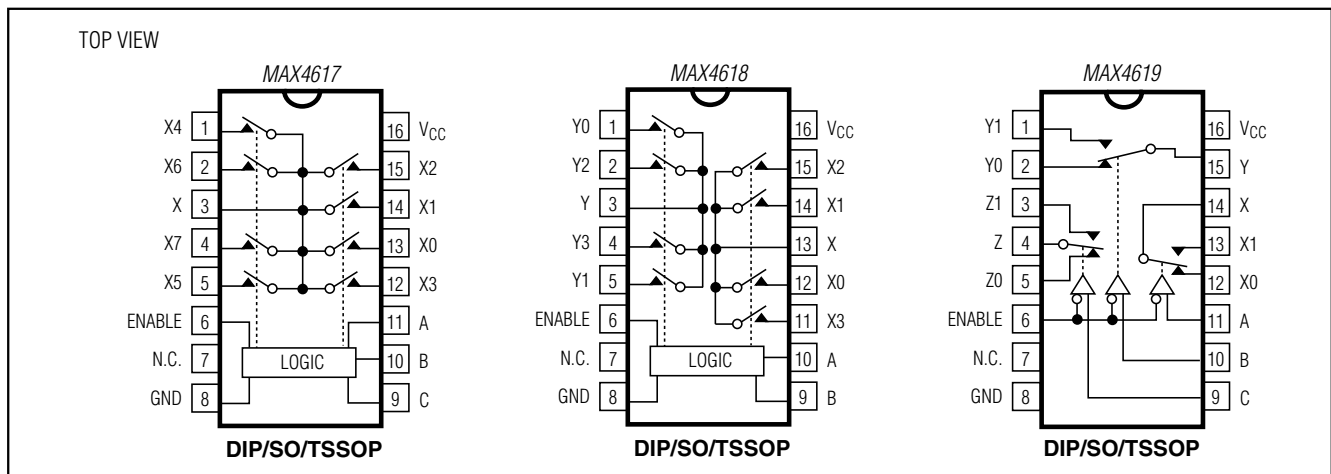 TOP VIEW
MAX4617
X4 1
X6 2
X 3
X7 4
X5 5
ENABLE 6
N.C. 7
GND 8
16 VCC
15 X2
14 X1
13 X0
12 X3
11 A
10 B
9 C
LOGIC
DIP/SO/TSSOP
MAX4618
Y0 1
Y2 2
Y 3
Y3 4
Y1 5
ENABLE 6
N.C. 7
GND 8
16 VCC
15 X2
14 X1
13 X
12 X0
11 X3
10 A
9 B
LOGIC
DIP/SO/TSSOP
MAX4619
Y1 1
Y0 2
Z1 3
Z 4
Z0 5
ENABLE 6
N.C. 7
GND 8
16 VCC
15 Y
14 X
13 X1
12 X0
11 A
10 B
9 C
DIP/SO/TSSOP